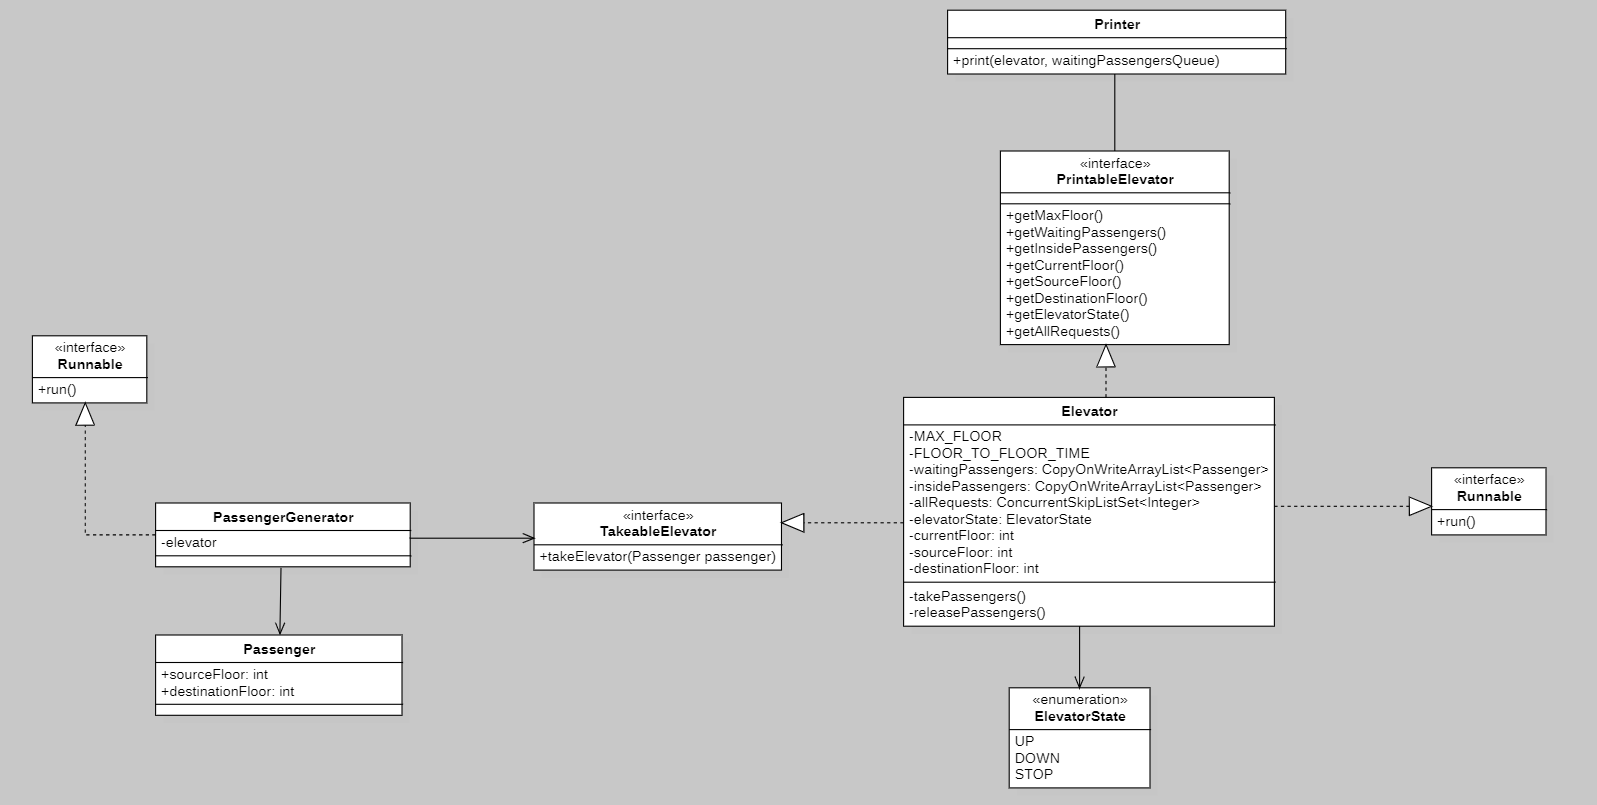 Printer
+print(elevator, waitingPassengersQueue)
«interface»
PrintableElevator
+getMaxFloor()
+getWaitingPassengers()
+getInsidePassengers()
+getCurrentFloor()
+getSourceFloor()
+getDestinationFloor()
+getElevatorState()
+getAllRequests()
«interface»
Runnable
+run()
Elevator
-MAX_FLOOR
-FLOOR_TO_FLOOR_TIME
-waitingPassengers: CopyOnWriteArrayList<Passenger>
-insidePassengers: CopyOnWriteArrayList<Passenger>
-allRequests: ConcurrentSkipListSet<Integer>
-elevatorState: ElevatorState
-currentFloor: int
-sourceFloor: int
-destinationFloor: int
-takePassengers()
-releasePassengers()
«interface»
Runnable
+run()
PassengerGenerator
-elevator
«interface»
TakeableElevator
+takeElevator(Passenger passenger)
Passenger
+sourceFloor: int
+destinationFloor: int
«enumeration»
ElevatorState
UP
DOWN
STOP